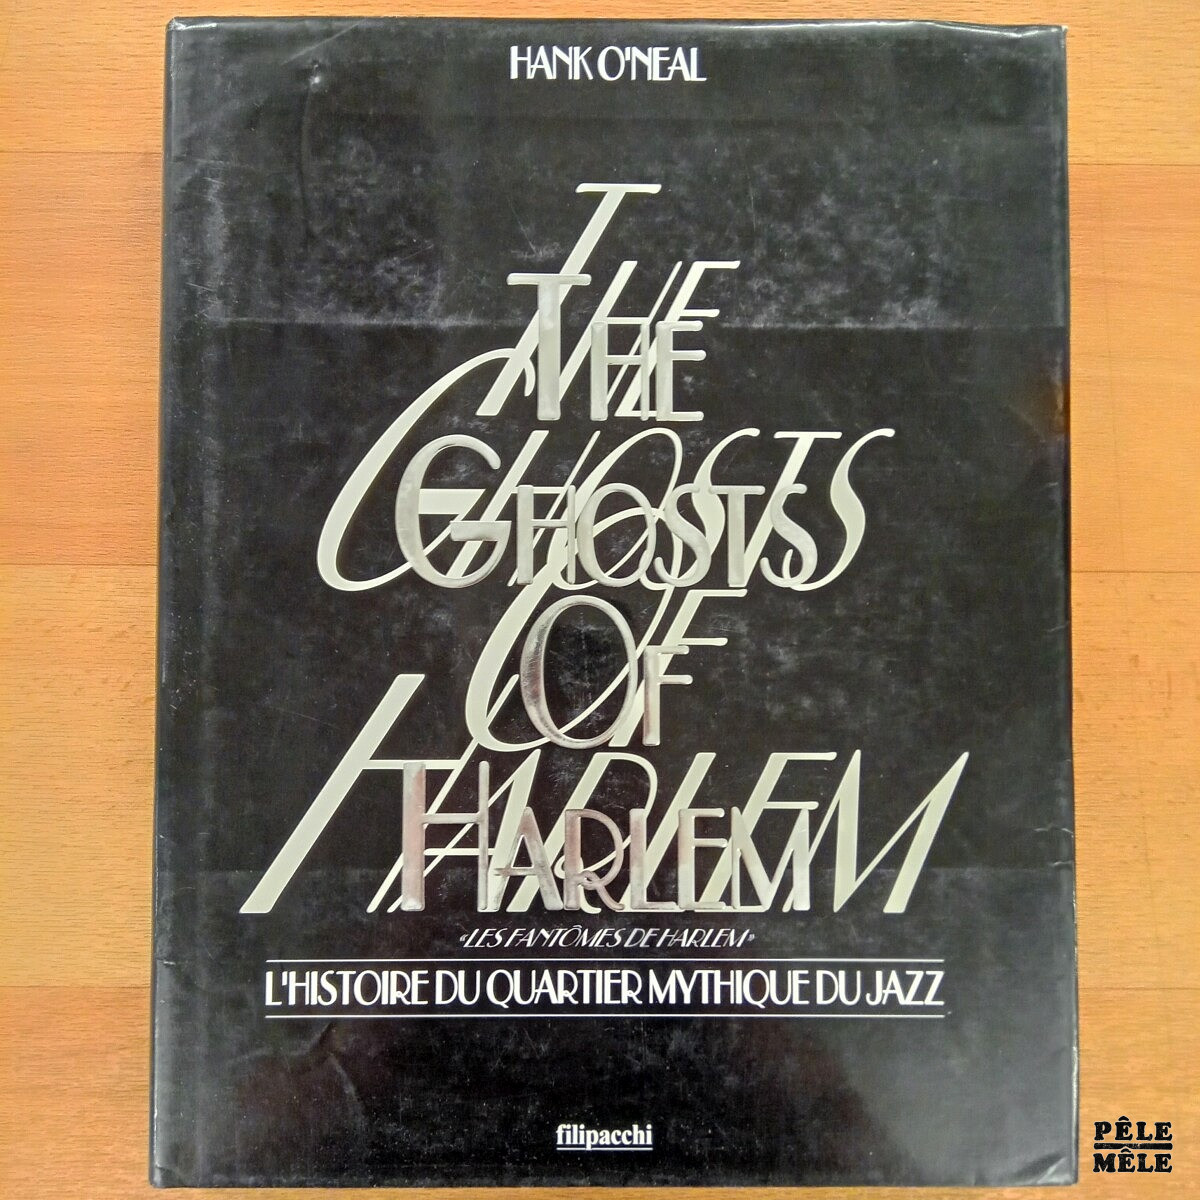 HANK O'NEAL
THE
GHOSTS
OF
HARLEM
«LES FANTÔMES DE HARLEM»
L'HISTOIRE DU QUARTIER MYTHIQUE DU JAZZ
filipacchi
PÊLE
MÊLE